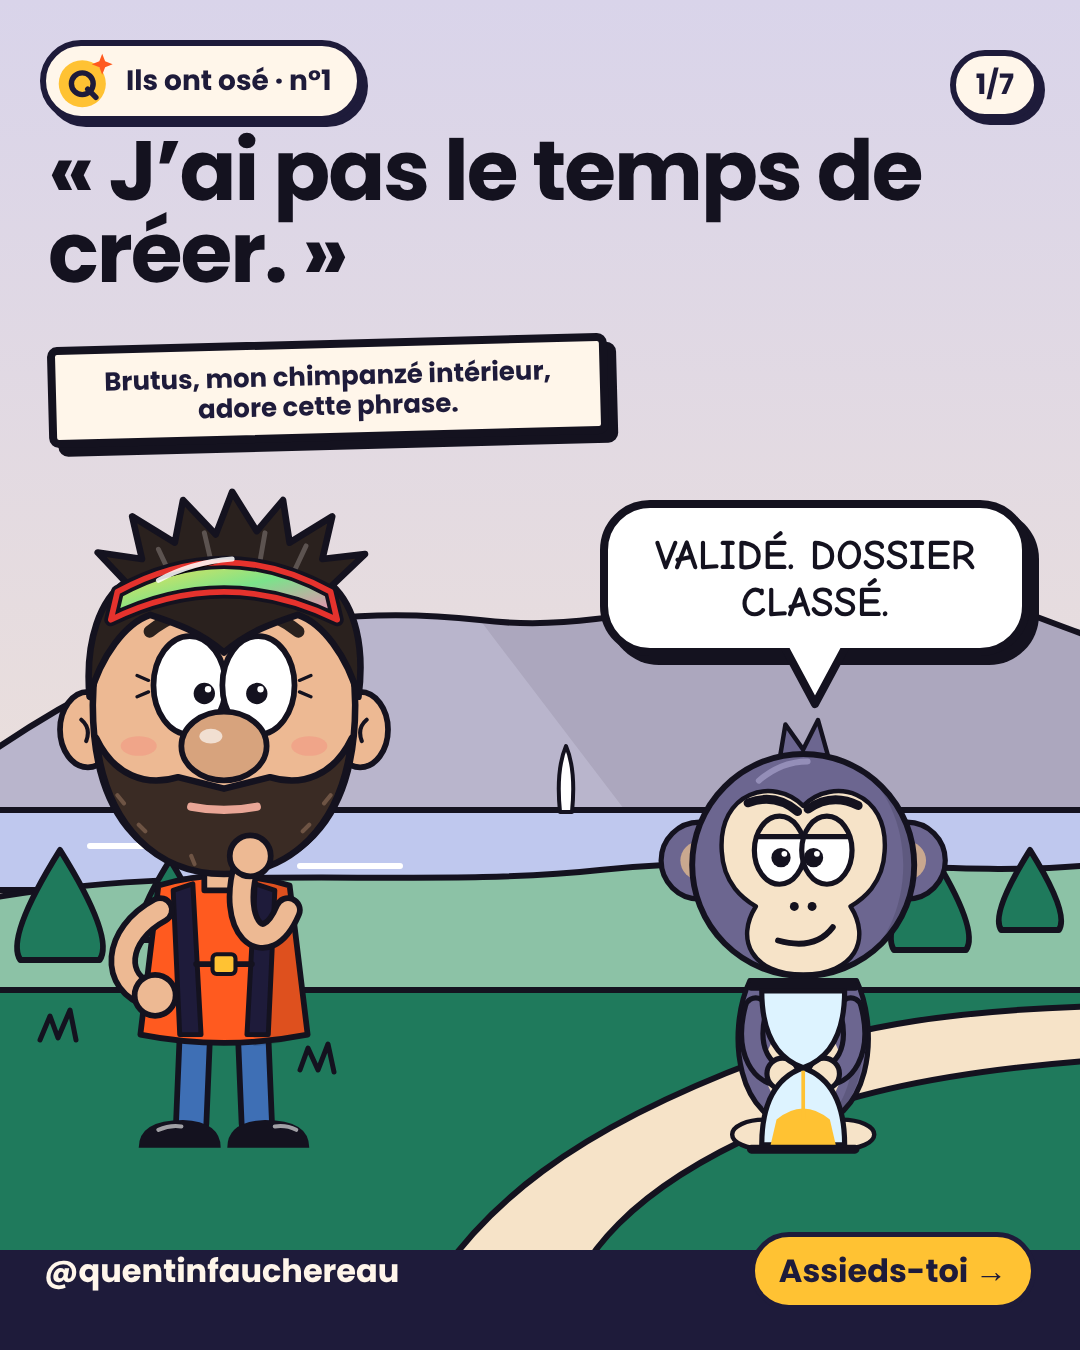 Q
Ils ont osé · n°1
1/7
« J’ai pas le temps de
créer. »
Brutus, mon chimpanzé intérieur,
adore cette phrase.
VALIDÉ. DOSSIER
CLASSÉ.
@quentinfauchereau
Assieds-toi →